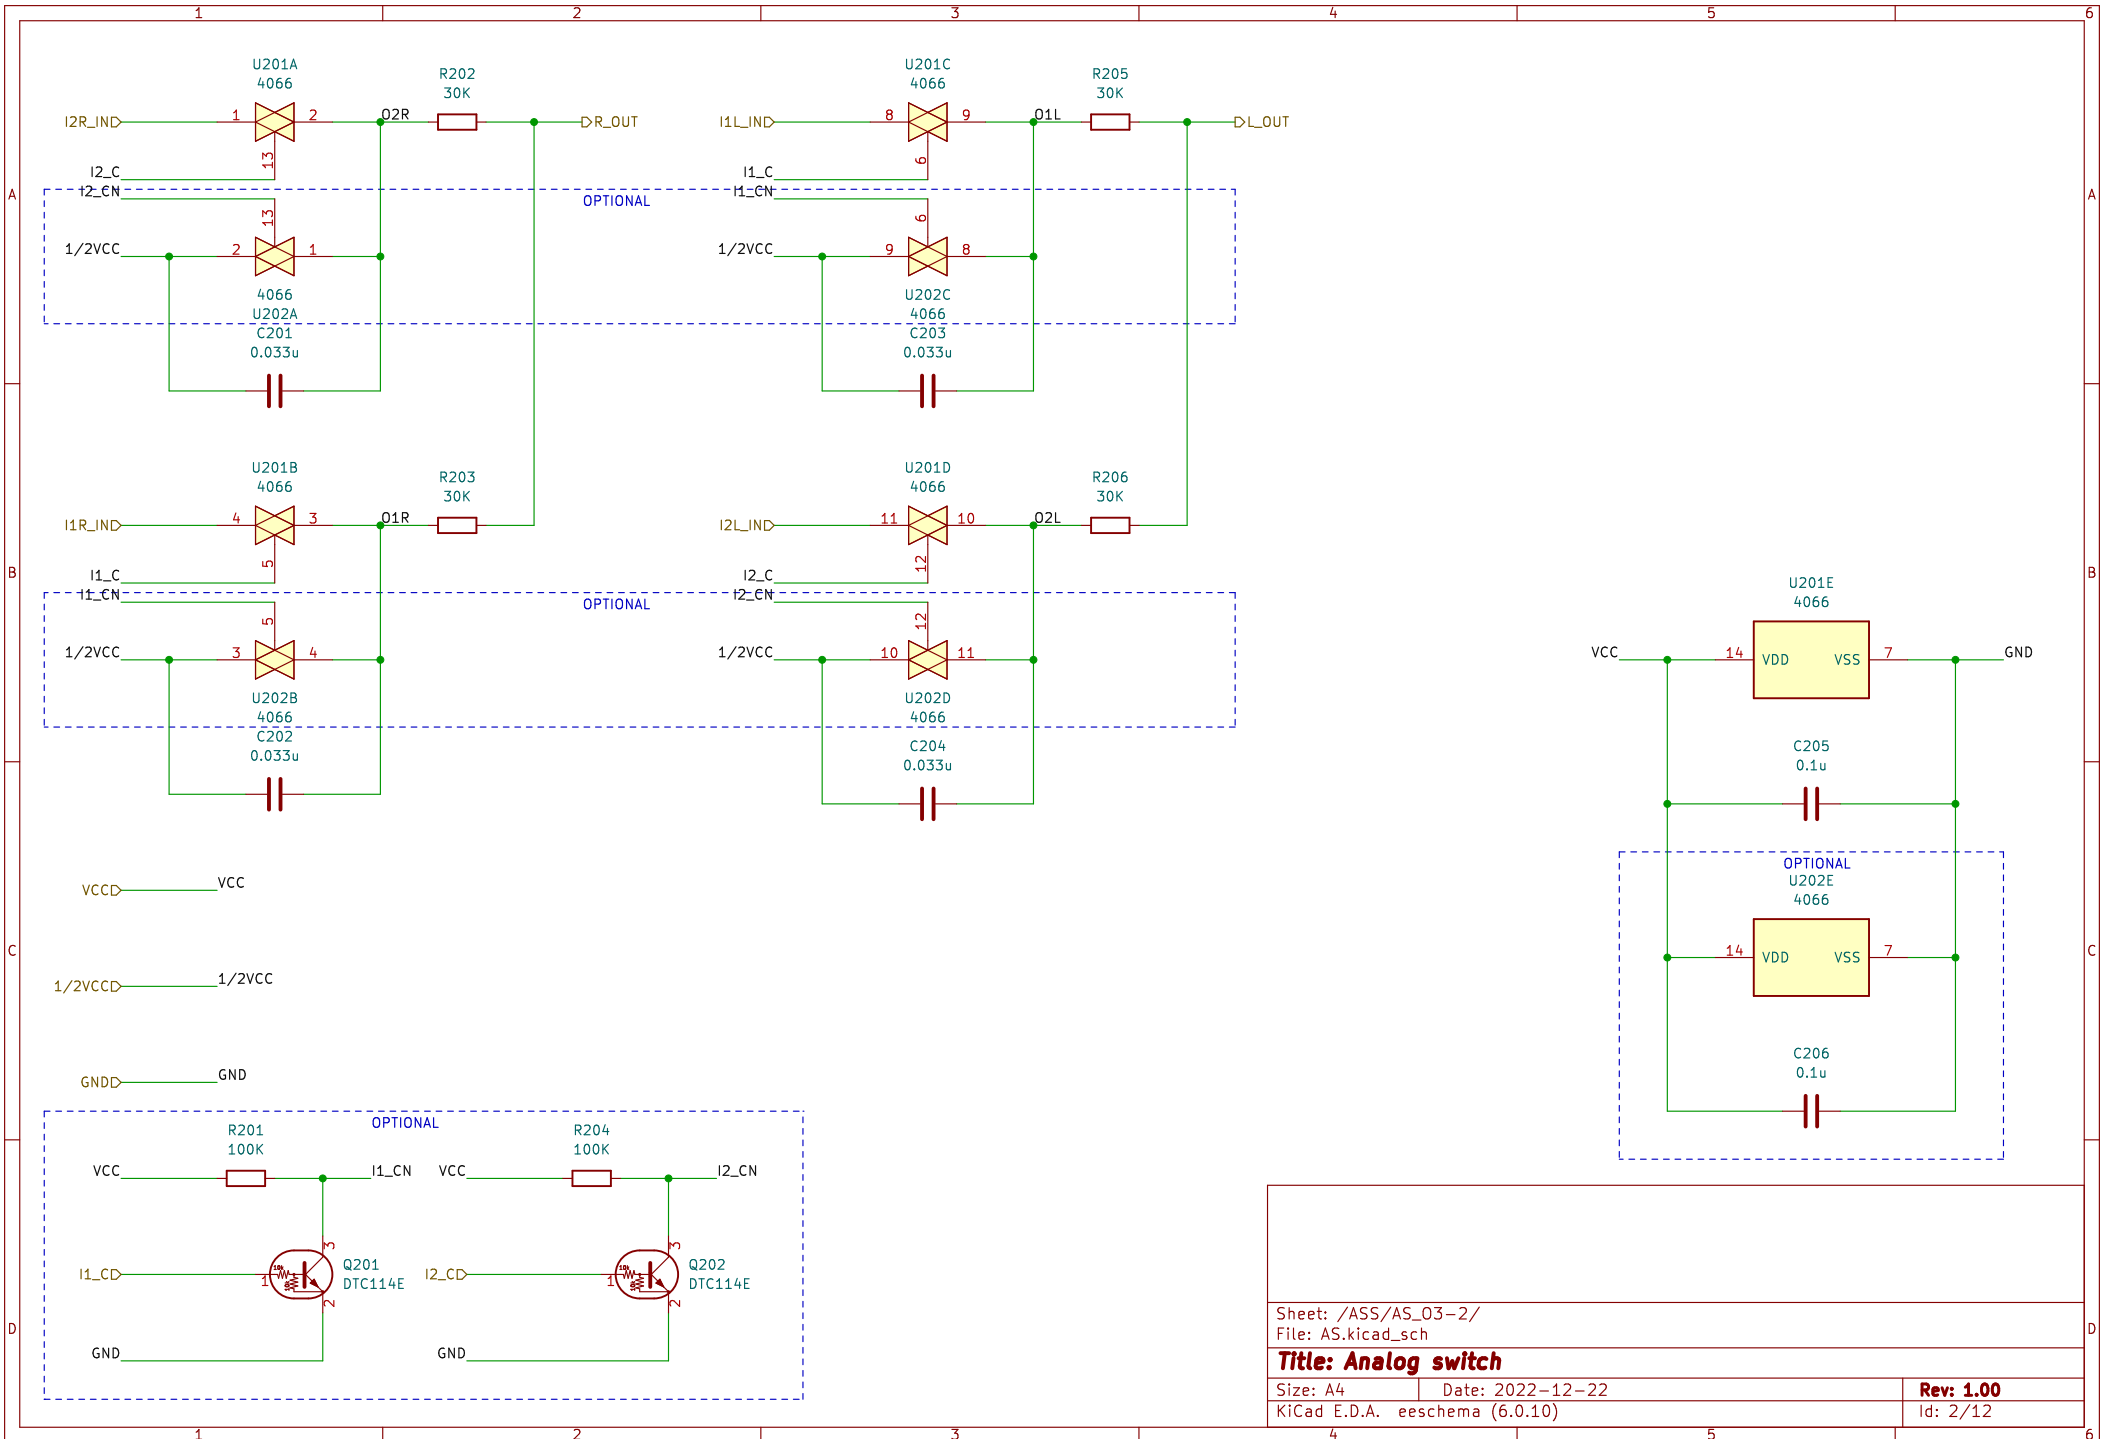 1 2 3 4 5 6
U201A
4066
R202
30K
U201C
4066
R205
30K
I2R_IN 1 2 O2R R_OUT
13
I1L_IN 8 9 O1L L_OUT
6
I2_C
I1_C
A
A
I2_CN
I1_CN
OPTIONAL
13
6
1/2VCC 2 1
1/2VCC 9 8
4066
U202A
U202C
4066
C201
0.033u
C203
0.033u
U201B
4066
R203
30K
U201D
4066
R206
30K
I1R_IN 4 3 O1R
5
I2L_IN 11 10 O2L
12
I1_C
I2_C
B
B
I1_CN
I2_CN
OPTIONAL
5
12
1/2VCC 3 4
1/2VCC 10 11
U202B
4066
U202D
4066
C202
0.033u
C204
0.033u
U201E
4066
VCC 14 VDD VSS 7 GND
C205
0.1u
OPTIONAL
U202E
4066
14 VDD VSS 7
C206
0.1u
VCC VCC
C
C
1/2VCC 1/2VCC
GND GND
OPTIONAL
R201
100K
R204
100K
VCC I1_CN
VCC I2_CN
3
3
I1_C 1 10k 10k
Q201
DTC114E
I2_C 1 10k 10k
Q202
DTC114E
2
2
GND
GND
D
D
Sheet: /ASS/AS_03-2/
File: AS.kicad_sch
Title: Analog switch
Size: A4 Date: 2022-12-22 Rev: 1.00
KiCad E.D.A. eeschema (6.0.10) Id: 2/12
1 2 3 4 5 6